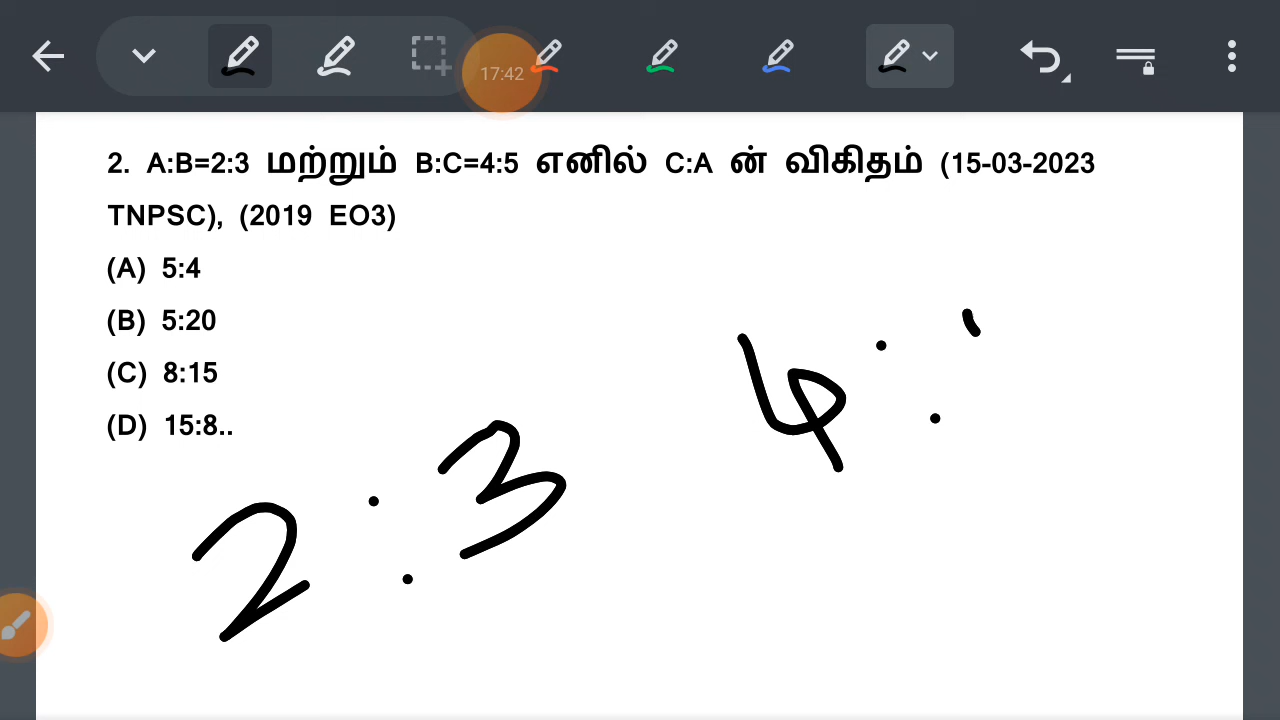 17:42
2. A:B=2:3 மற்றும் B:C=4:5 எனில் C:A ன் விகிதம் (15-03-2023
TNPSC), (2019 EO3)
(A) 5:4
(B) 5:20
(C) 8:15
(D) 15:8..
2 : 3
4 :